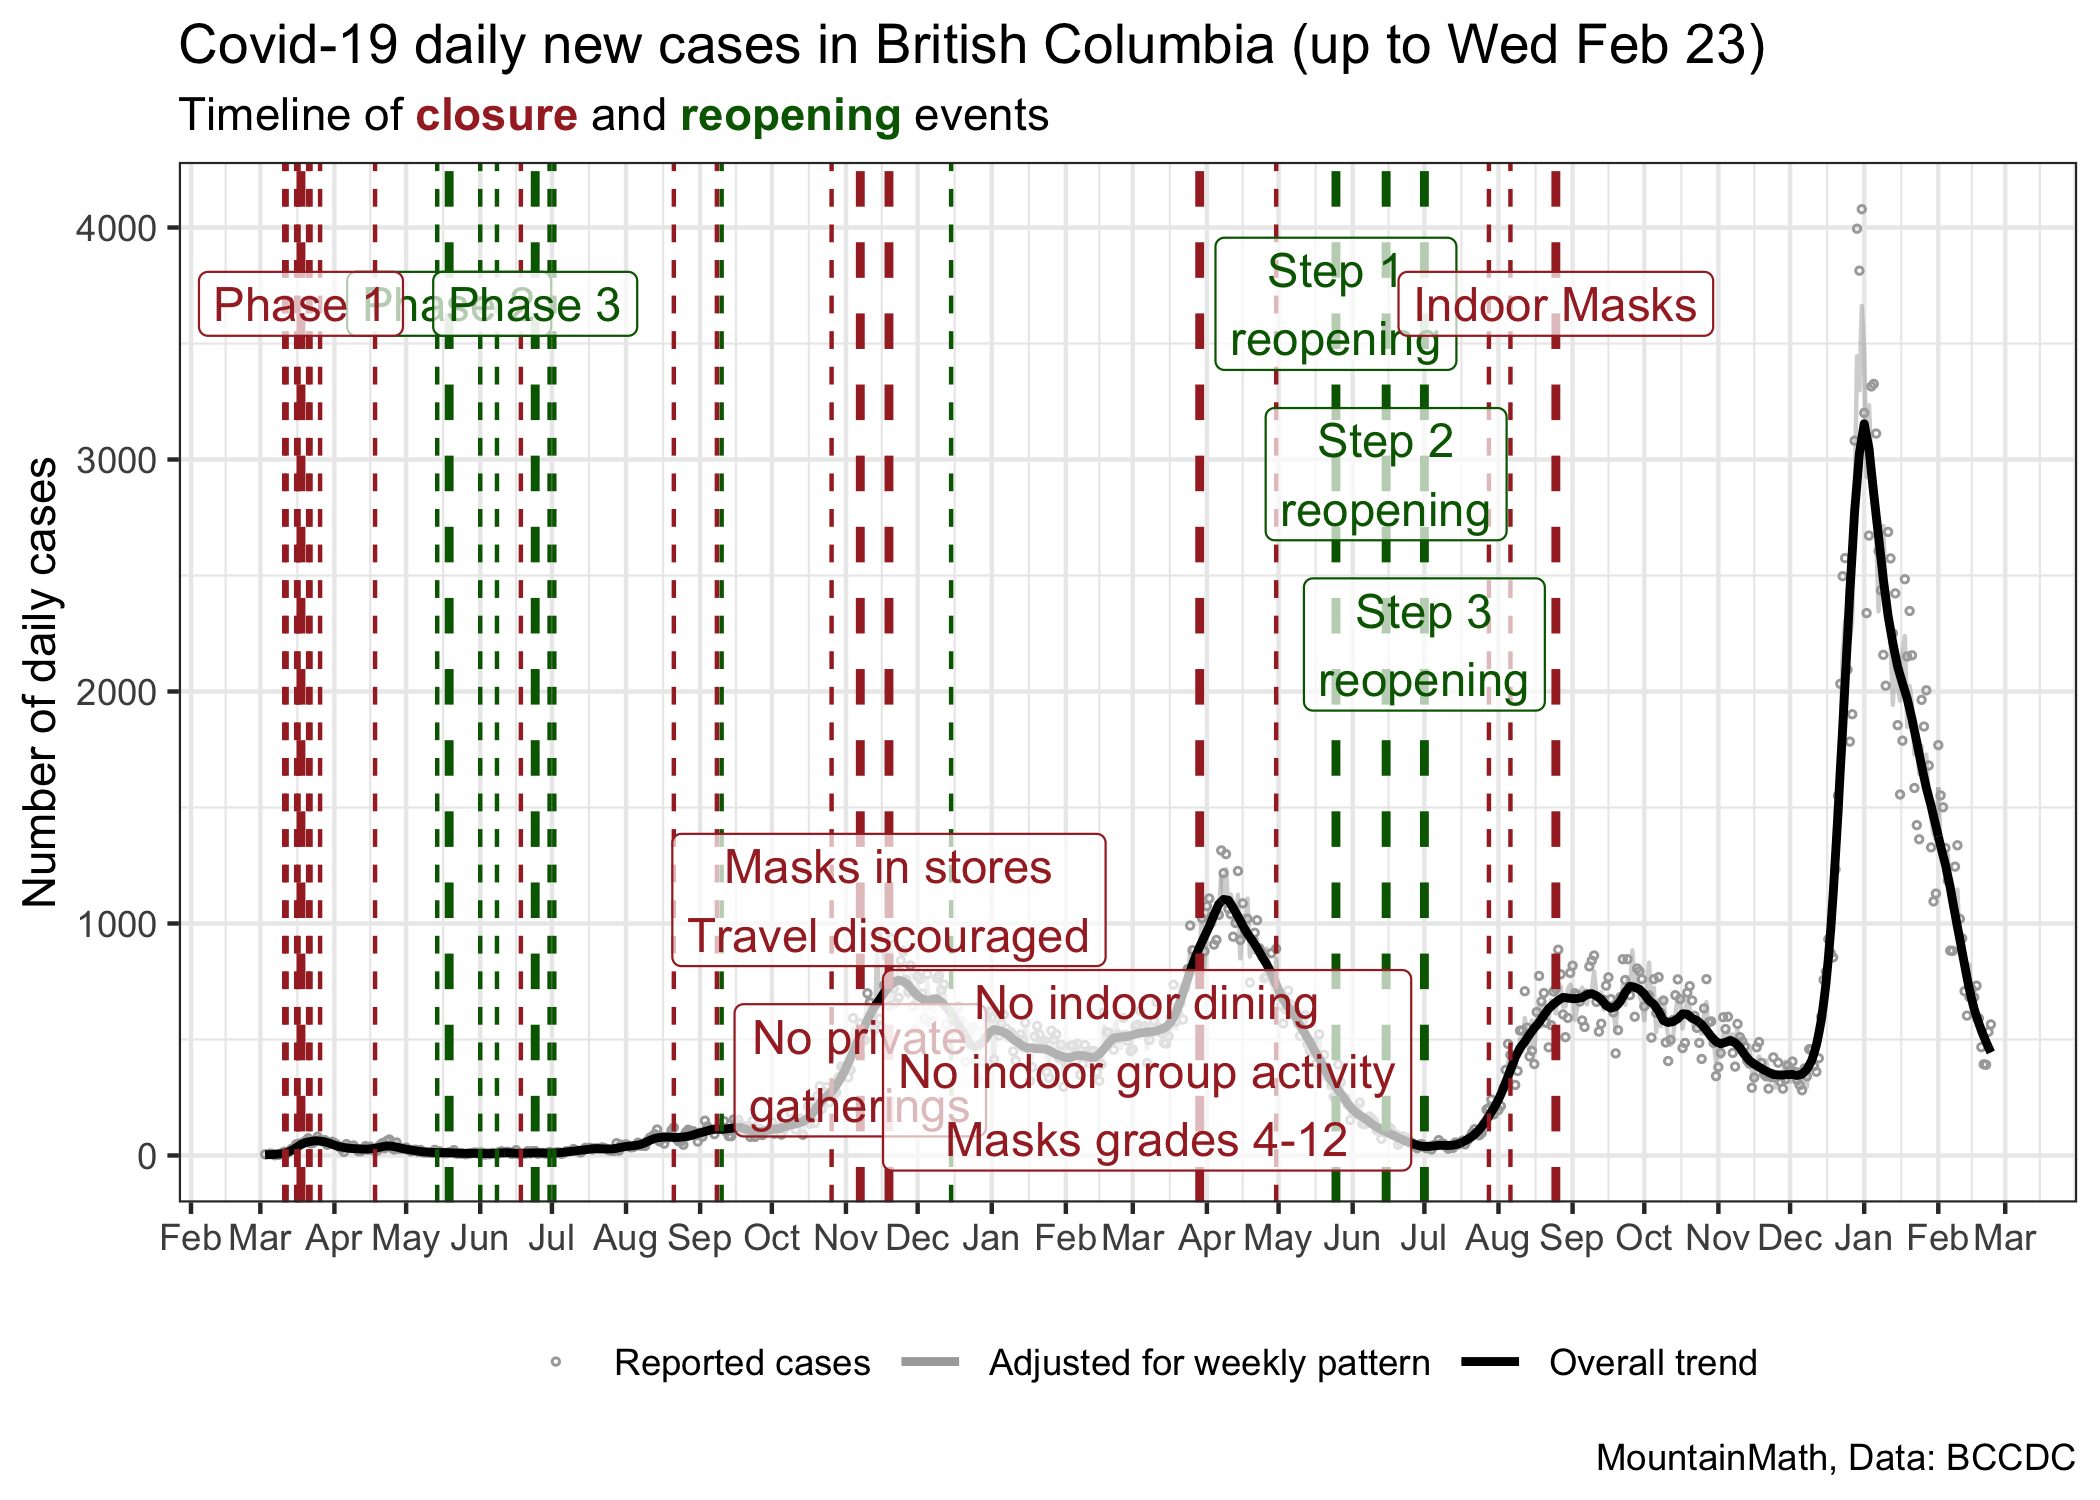 Covid-19 daily new cases in British Columbia (up to Wed Feb 23)
Timeline of closure and reopening events
Number of daily cases
4000
3000
2000
1000
0
Phase 1
Phase 2
Phase 3
Step 1
reopening
Indoor Masks
Step 2
reopening
Step 3
reopening
Masks in stores
Travel discouraged
No private
gatherings
No indoor dining
No indoor group activity
Masks grades 4-12
Feb Mar Apr May Jun Jul Aug Sep Oct Nov Dec Jan Feb Mar Apr May Jun Jul Aug Sep Oct Nov Dec Jan Feb Mar
Reported cases Adjusted for weekly pattern Overall trend
MountainMath, Data: BCCDC